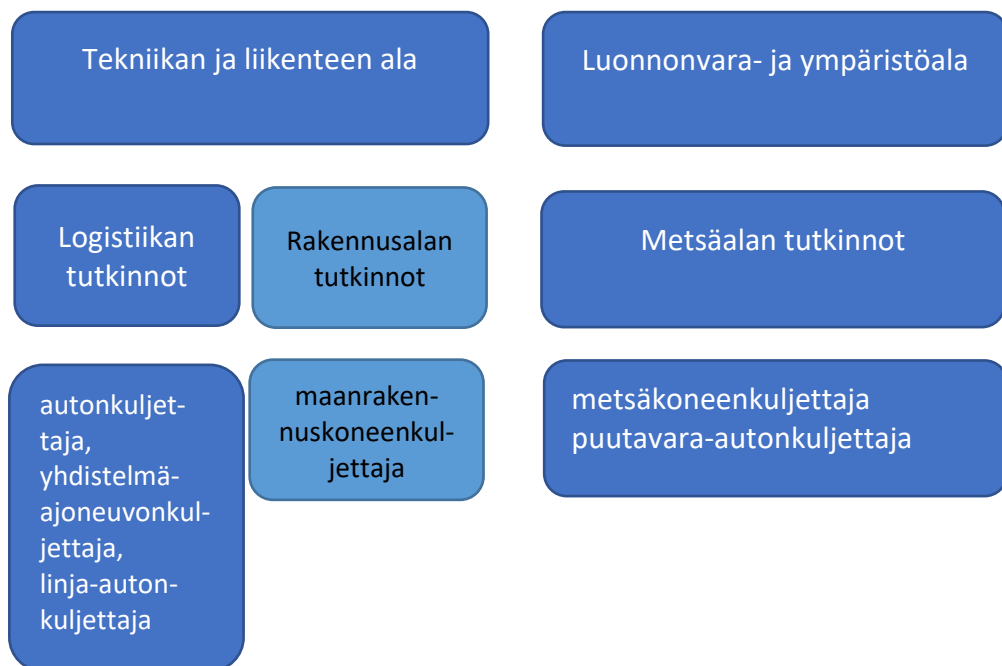 Tekniikan ja liikenteen ala
Luonnonvara- ja ympäristöala
Logistiikan
tutkinnot
Rakennusalan
tutkinnot
Metsäalan tutkinnot
autonkuljet-
taja,
yhdistelmä-
ajoneuvonkul-
jettaja,
linja-auton-
kuljettaja
maanraken-
nuskoneenkul-
jettaja
metsäkoneenkuljettaja
puutavara-autonkuljettaja